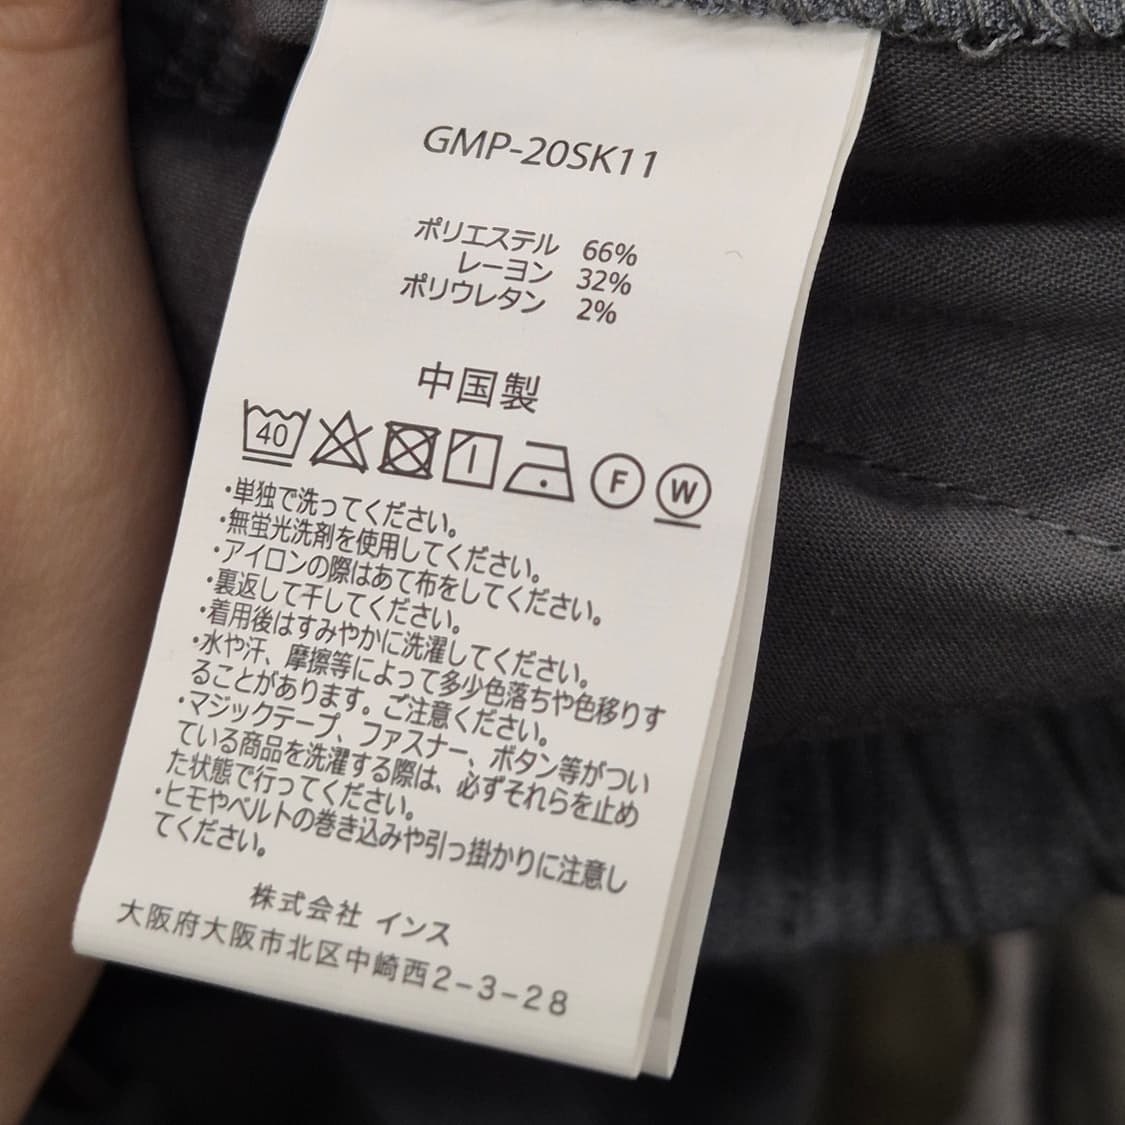 GMP-20SK11
ポリエステル 66%
レーヨン 32%
ポリウレタン 2%
中国製
40 F W
・単独で洗ってください。
・無蛍光洗剤を使用してください。
・アイロンの際はあて布をしてください。
・裏返して干してください。
・着用後はすみやかに洗濯してください。
・水や汗、摩擦等によって多少色落ちや色移りす
ることがあります。ご注意ください。
・マジックテープ、ファスナー、ボタン等がつい
ている商品を洗濯する際は、必ずそれらを止め
た状態で行ってください。
・ヒモやベルトの巻き込みや引っ掛かりに注意し
てください。
株式会社 インス
大阪府大阪市北区中崎西2-3-28